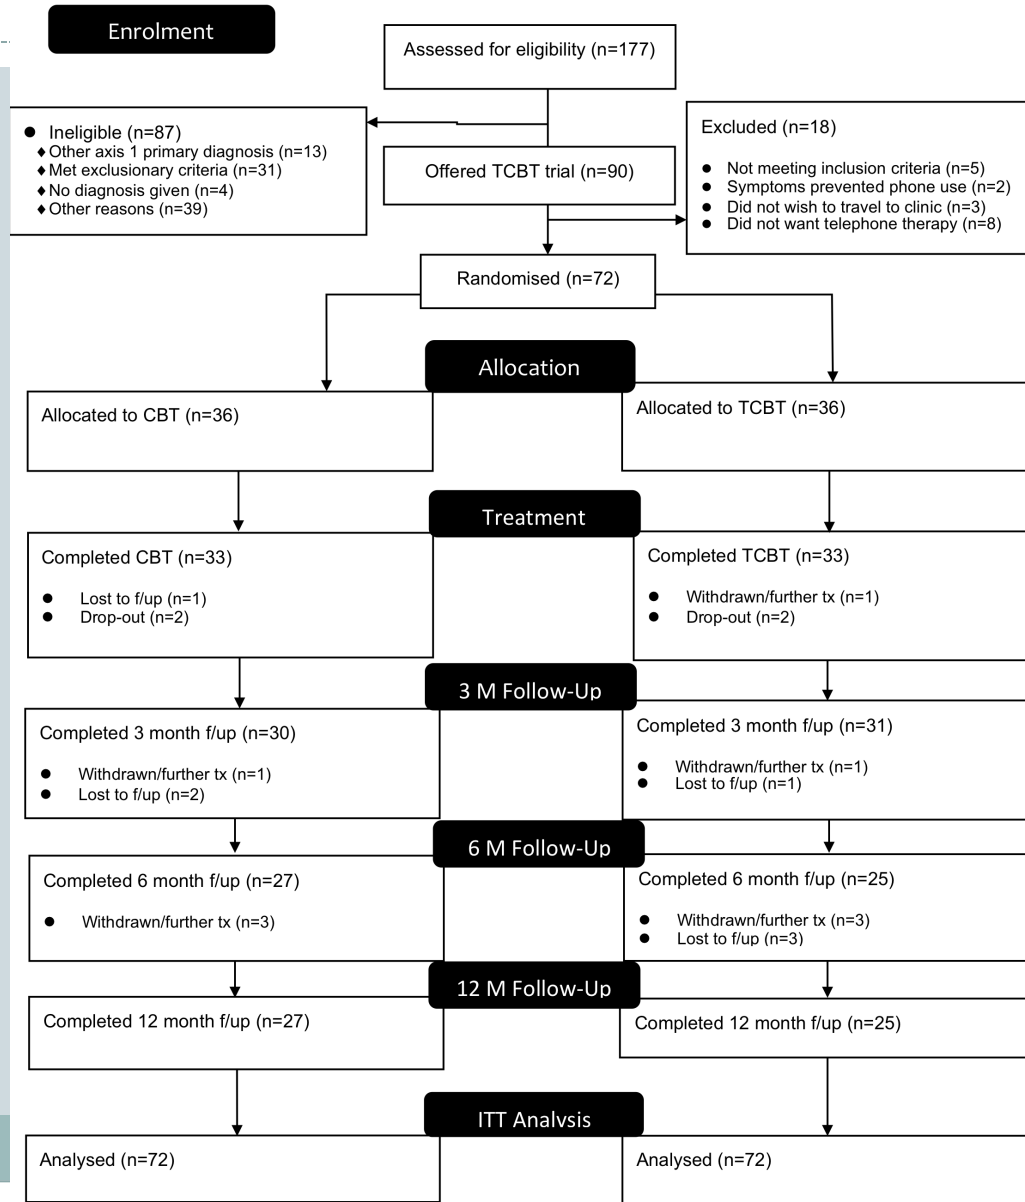 Enrolment
Assessed for eligibility (n=177)
● Ineligible (n=87)
♦Other axis 1 primary diagnosis (n=13)
♦Met exclusionary criteria (n=31)
♦No diagnosis given (n=4)
♦Other reasons (n=39)
Excluded (n=18)
● Not meeting inclusion criteria (n=5)
● Symptoms prevented phone use (n=2)
● Did not wish to travel to clinic (n=3)
● Did not want telephone therapy (n=8)
Offered TCBT trial (n=90)
Randomised (n=72)
Allocation
Allocated to CBT (n=36)
Allocated to TCBT (n=36)
Treatment
Completed CBT (n=33)
● Lost to f/up (n=1)
● Drop-out (n=2)
Completed TCBT (n=33)
● Withdrawn/further tx (n=1)
● Drop-out (n=2)
3 M Follow-Up
Completed 3 month f/up (n=30)
● Withdrawn/further tx (n=1)
● Lost to f/up (n=2)
Completed 3 month f/up (n=31)
● Withdrawn/further tx (n=1)
● Lost to f/up (n=1)
6 M Follow-Up
Completed 6 month f/up (n=27)
● Withdrawn/further tx (n=3)
Completed 6 month f/up (n=25)
● Withdrawn/further tx (n=3)
● Lost to f/up (n=3)
12 M Follow-Up
Completed 12 month f/up (n=27)
Completed 12 month f/up (n=25)
ITT Analysis
Analysed (n=72)
Analysed (n=72)